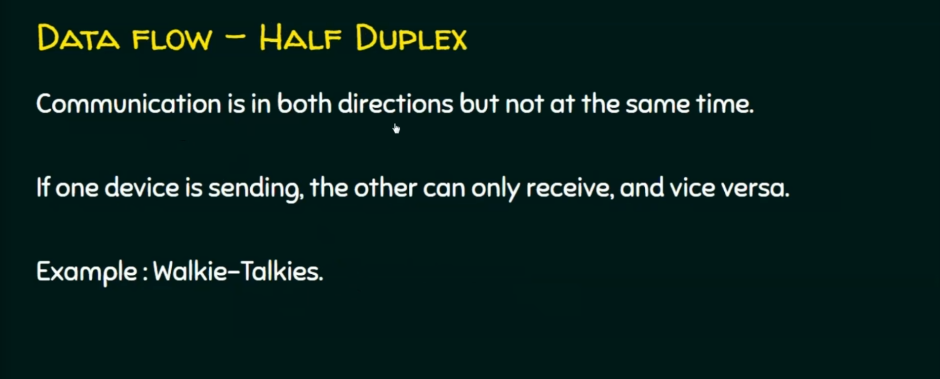 DATA FLOW – HALF DUPLEX
Communication is in both directions but not at the same time.
If one device is sending, the other can only receive, and vice versa.
Example : Walkie-Talkies.